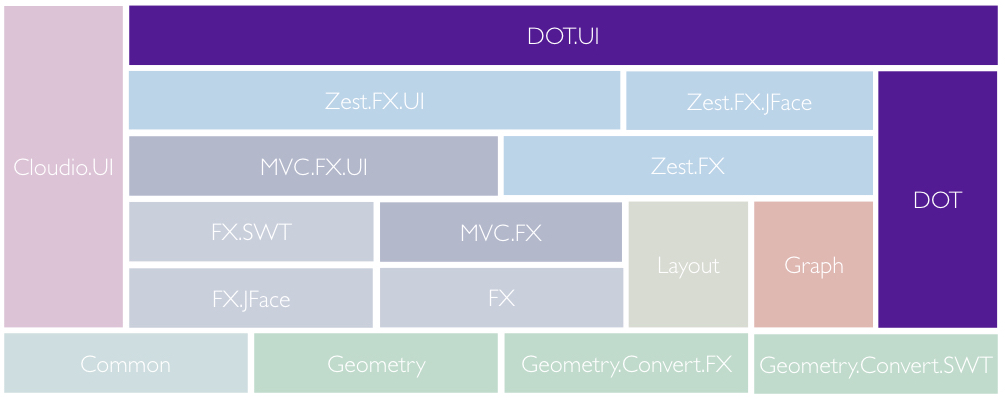 DOT.UI
Zest.FX.UI
Zest.FX.JFace
Cloudio.UI
MVC.FX.UI
Zest.FX
DOT
FX.SWT
MVC.FX
Layout
Graph
FX.JFace
FX
Common
Geometry
Geometry.Convert.FX
Geometry.Convert.SWT